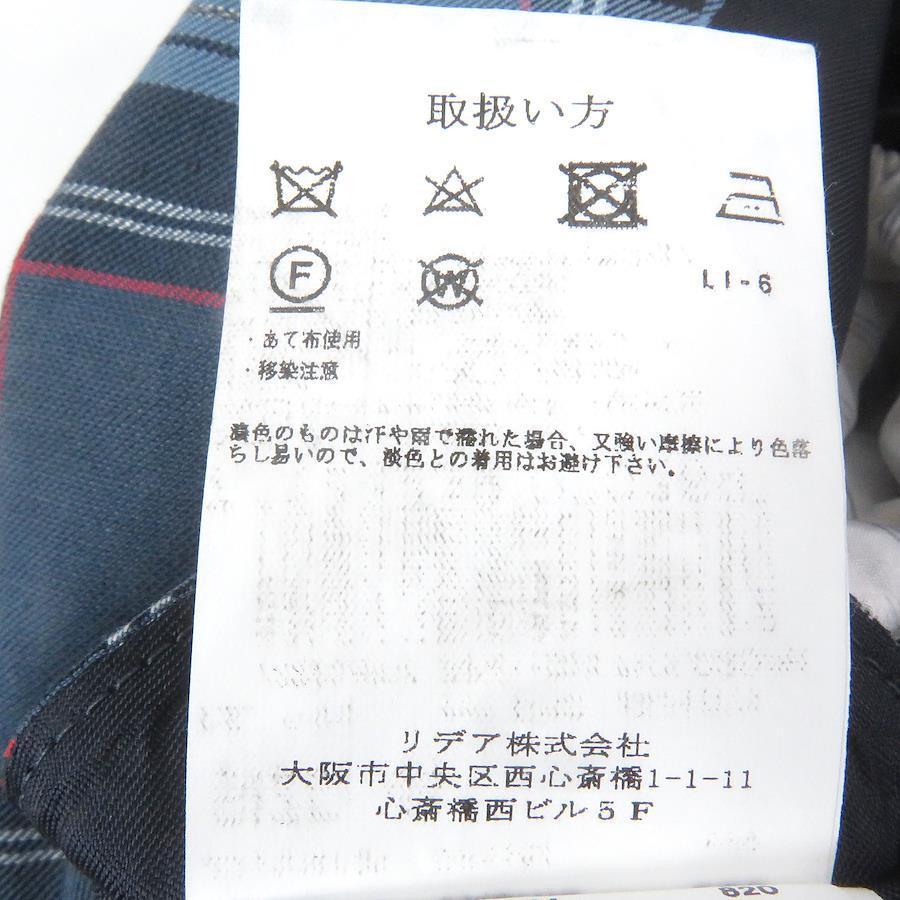 取扱い方
F W LI-6
・あて布使用
・移染注意
濃色のものは汗や雨で濡れた場合、又強い摩擦により色落
ちし易いので、淡色との着用はお避け下さい。
リデア株式会社
大阪市中央区西心斎橋1-1-11
心斎橋西ビル5F
620